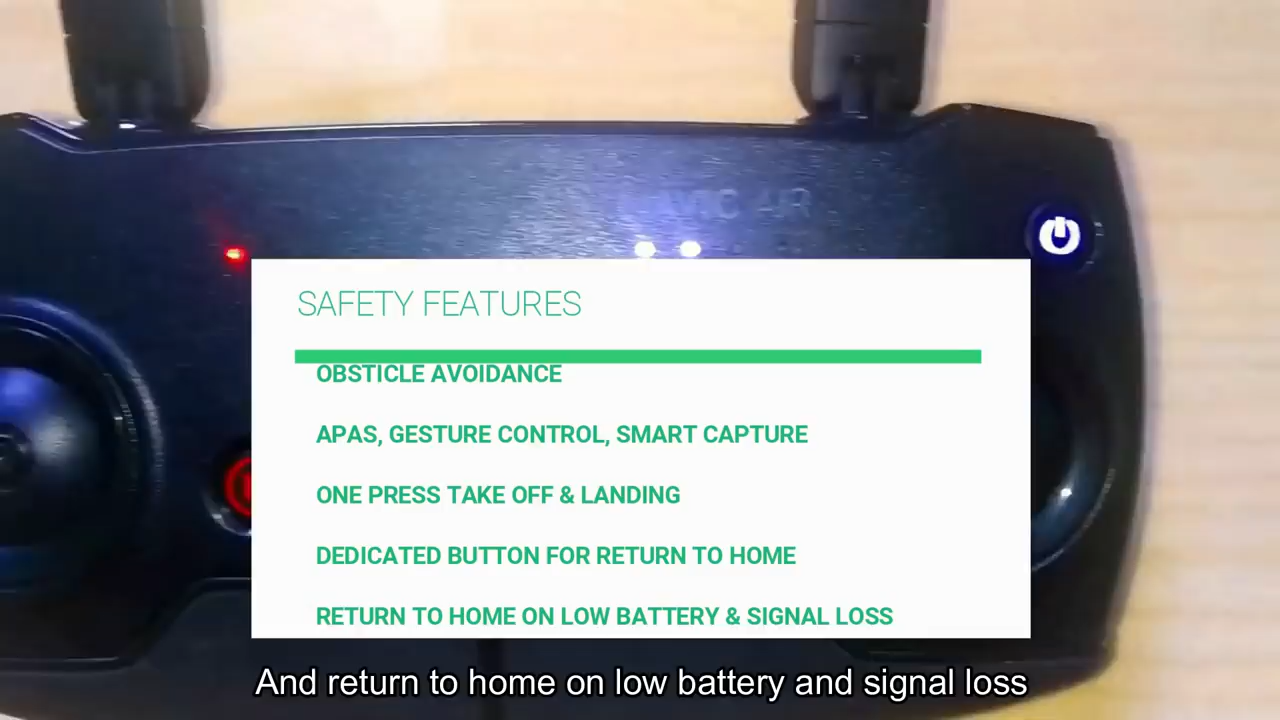 MAVIC AIR
SAFETY FEATURES
OBSTICLE AVOIDANCE
APAS, GESTURE CONTROL, SMART CAPTURE
ONE PRESS TAKE OFF & LANDING
DEDICATED BUTTON FOR RETURN TO HOME
RETURN TO HOME ON LOW BATTERY & SIGNAL LOSS
And return to home on low battery and signal loss